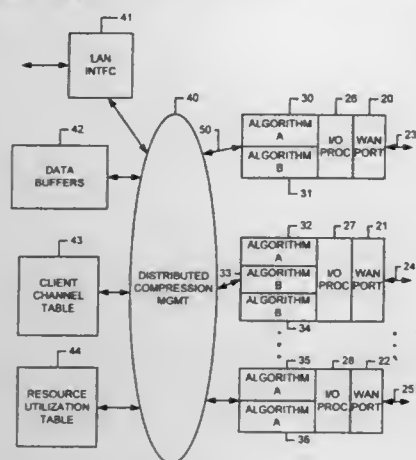 41
LAN
INTFC
40
42
DATA
BUFFERS
43
CLIENT
CHANNEL
TABLE
44
RESOURCE
UTILIZATION
TABLE
DISTRIBUTED
COMPRESSION
MGMT
50
30
26
20
ALGORITHM
A
ALGORITHM
B
I/O
PROC
WAN
PORT
23
31
32
27
21
33
ALGORITHM
A
ALGORITHM
B
ALGORITHM
B
I/O
PROC
WAN
PORT
24
34
35
28
22
ALGORITHM
A
ALGORITHM
A
I/O
PROC
WAN
PORT
25
36